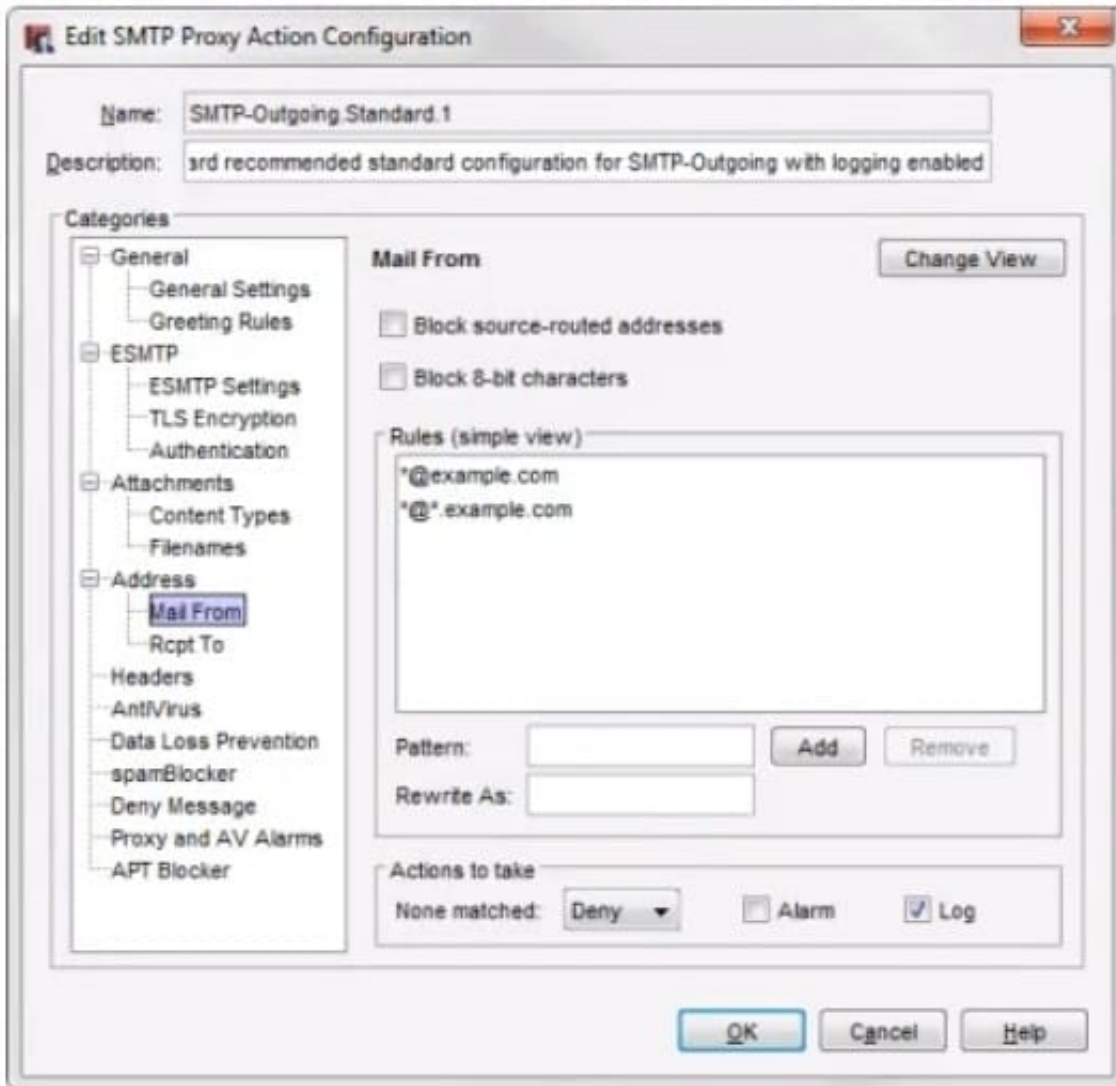 Edit SMTP Proxy Action Configuration
Name: SMTP-Outgoing.Standard.1
Description: ard recommended standard configuration for SMTP-Outgoing with logging enabled
Categories
General
General Settings
Greeting Rules
ESMTP
ESMTP Settings
TLS Encryption
Authentication
Attachments
Content Types
Filenames
Address
Mail From
Rcpt To
Headers
AntiVirus
Data Loss Prevention
spamBlocker
Deny Message
Proxy and AV Alarms
APT Blocker
Mail From
Change View
Block source-routed addresses
Block 8-bit characters
Rules (simple view)
*@example.com
*@*.example.com
Pattern: Add Remove
Rewrite As:
Actions to take
None matched: Deny Alarm Log
OK Cancel Help